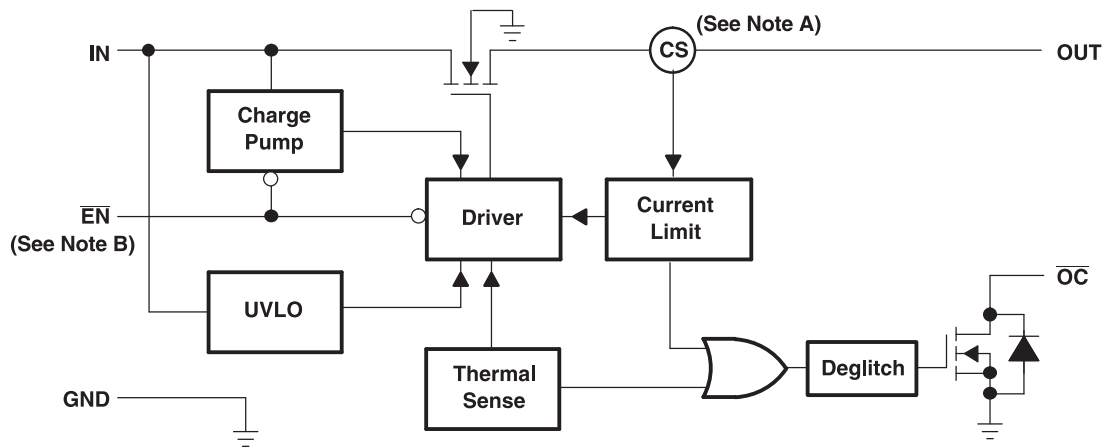 (See Note A)
IN
CS
OUT
Charge
Pump
EN
(See Note B)
Driver
Current
Limit
OC
UVLO
Thermal
Sense
Deglitch
GND